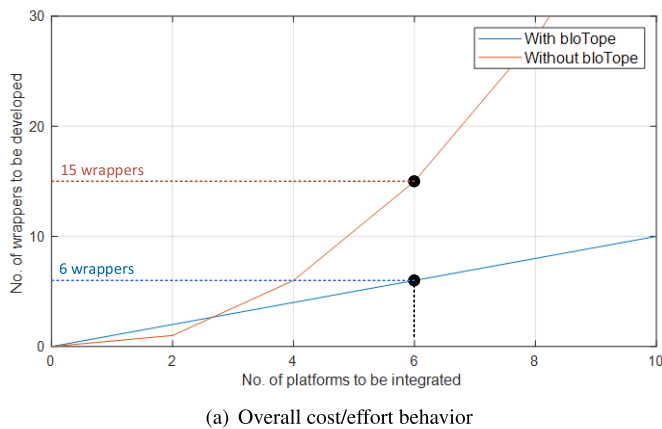 30
20
10
0
No. of wrappers to be developed
With bIoTope
Without bIoTope
15 wrappers
6 wrappers
0 2 4 6 8 10
No. of platforms to be integrated
(a) Overall cost/effort behavior